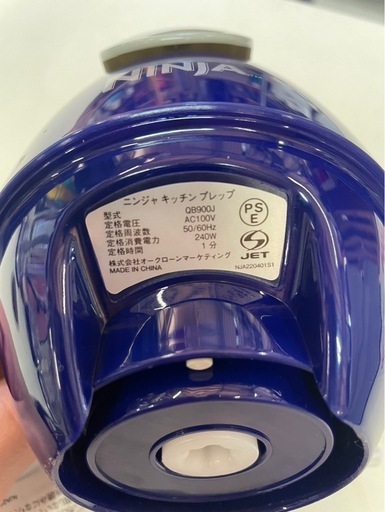 NINJA
ニンジャ キッチン プレップ
型式 QB900J
定格電圧 AC100V
定格周波数 50/60Hz
定格消費電力 240W
定格時間 1分
株式会社オークローンマーケティング
MADE IN CHINA
PS
E
JET
NJA220401S1